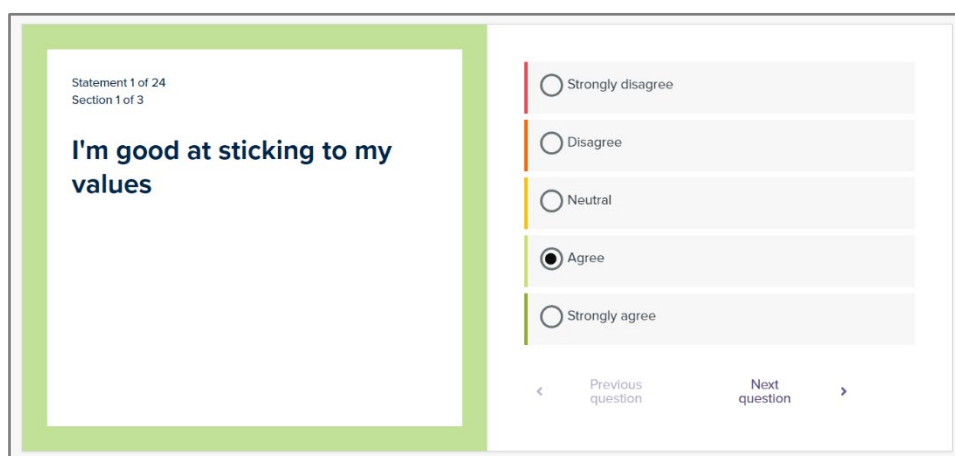 Statement 1 of 24
Section 1 of 3
I'm good at sticking to my
values
Strongly disagree
Disagree
Neutral
Agree
Strongly agree
Previous
question
Next
question